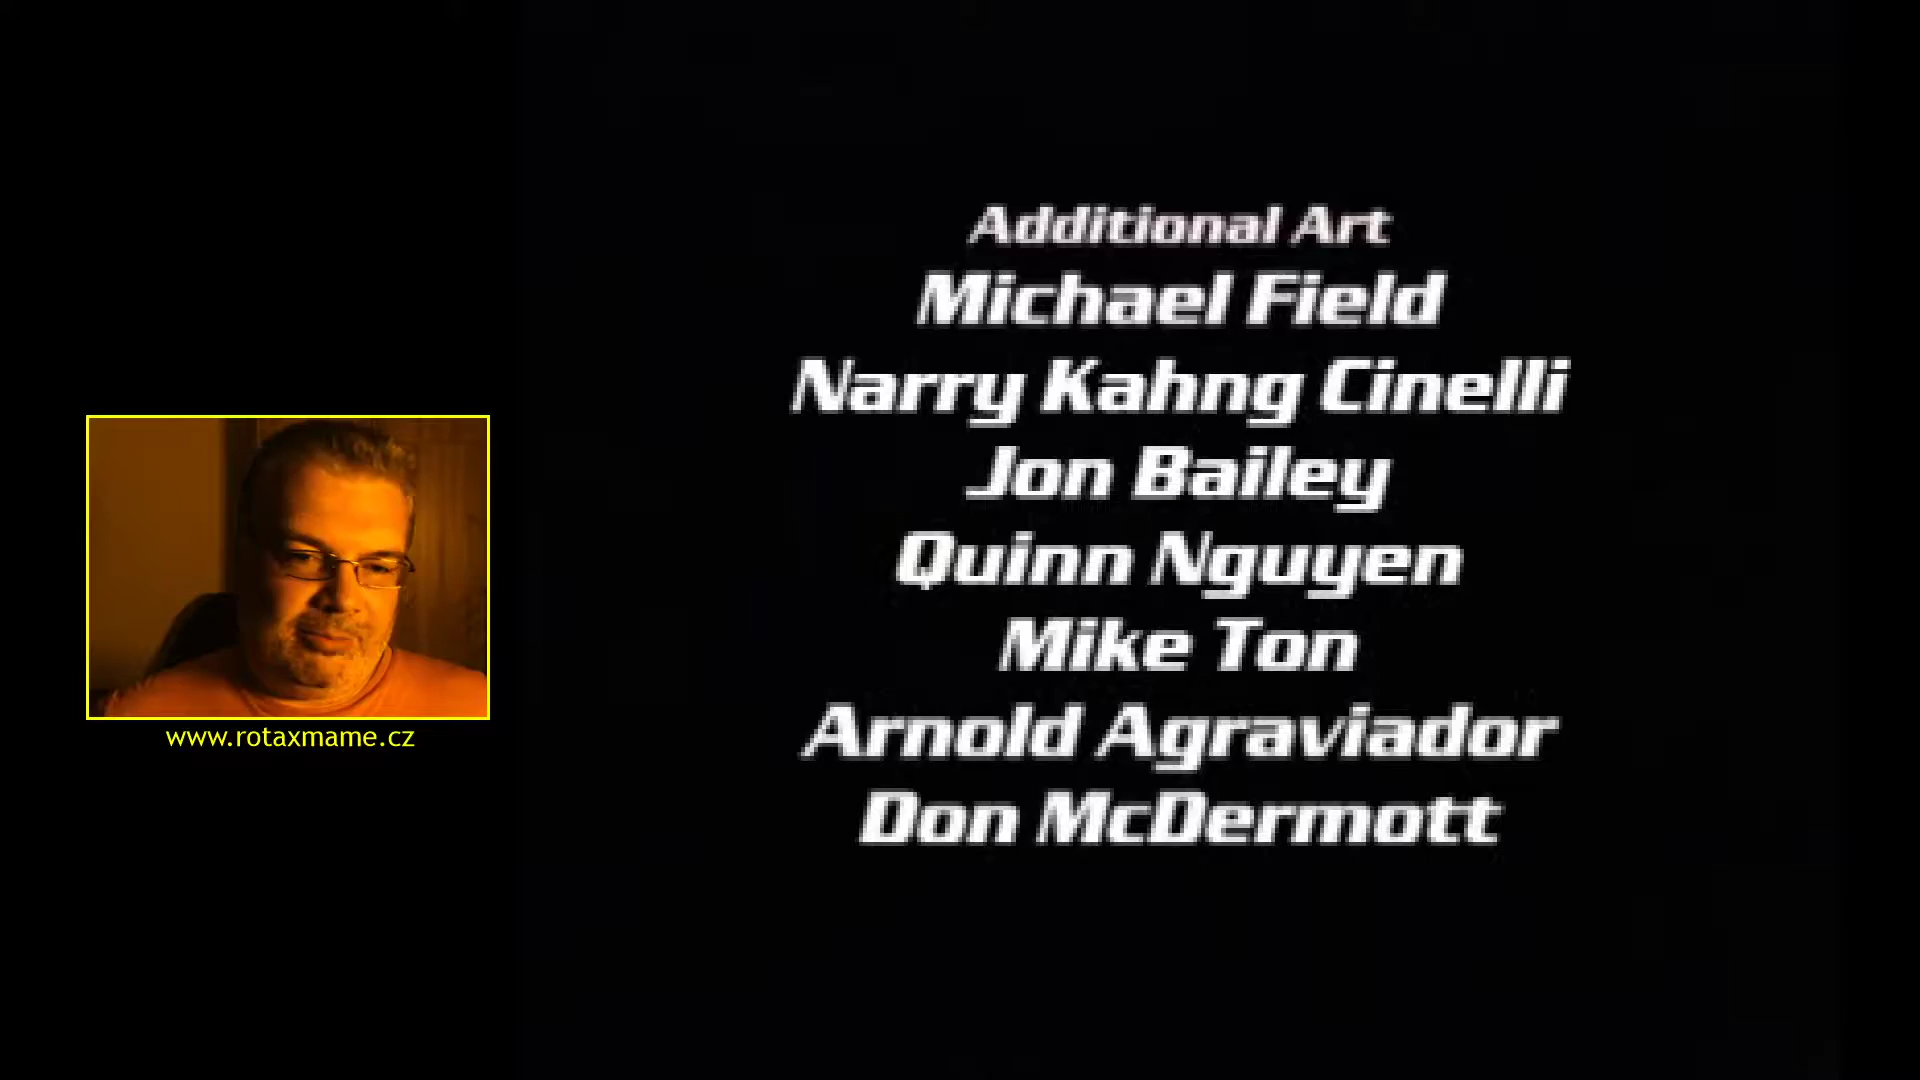 Additional Art
Michael Field
Narry Kahng Cinelli
Jon Bailey
Quinn Nguyen
Mike Ton
Arnold Agraviador
Don McDermott
www.rotaxmame.cz